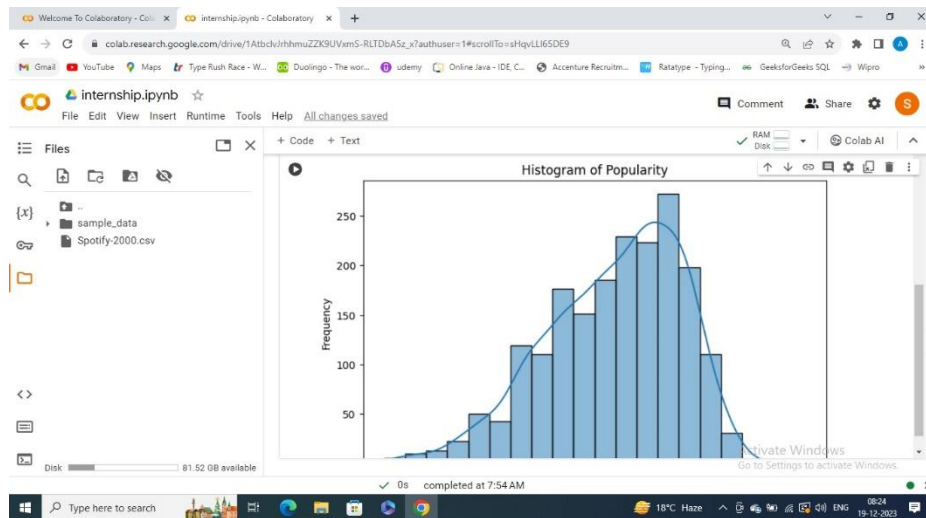 Welcome To Colaboratory - Col
internship.ipynb - Colaboratory
colab.research.google.com/drive/1AtbclvJrhhmuZZK9UVxmS-RLTDbA5z_x?authuser=1#scrollTo=sHqvLLI65DE9
Gmail YouTube Maps Type Rush Race - W... Duolingo - The wor... udemy Online Java - IDE, C... Accenture Recruitm... Ratatype - Typing... GeeksforGeeks SQL Wipro
internship.ipynb
Comment Share S
File Edit View Insert Runtime Tools Help All changes saved
Files
+ Code + Text
RAM
Disk
Colab AI
{x}
..
sample_data
Spotify-2000.csv
Histogram of Popularity
250
200
150
100
50
Frequency
Activate Windows
Go to Settings to activate Windows.
Disk 81.52 GB available
0s completed at 7:54 AM
Type here to search
18°C Haze
ENG
08:24
19-12-2023